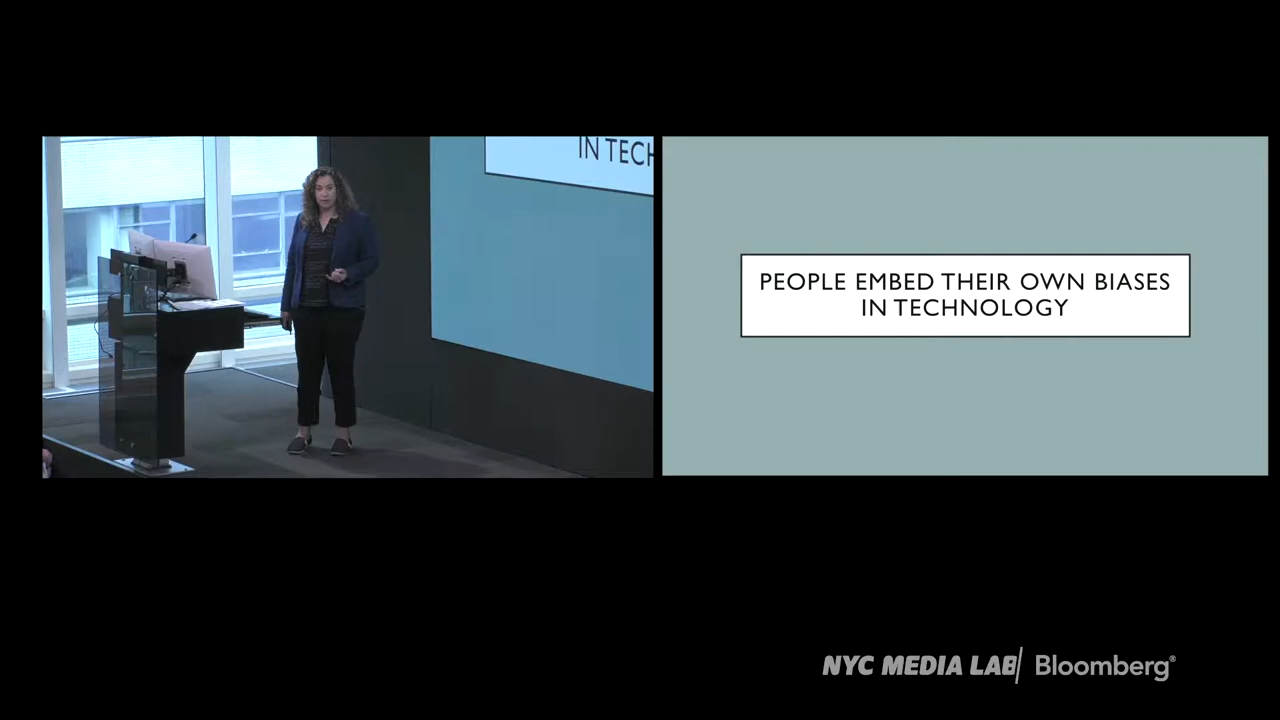 IN TECH
PEOPLE EMBED THEIR OWN BIASES
IN TECHNOLOGY
NYC MEDIA LAB
Bloomberg®